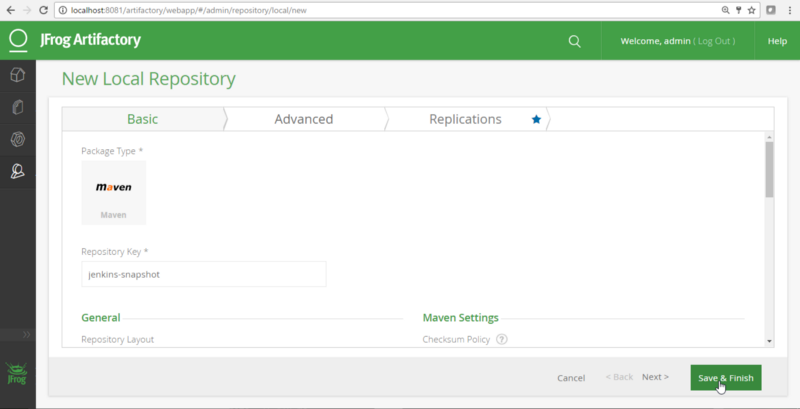 localhost:8081/artifactory/webapp/#/admin/repository/local/new
JFrog Artifactory
Welcome, admin ( Log Out )
Help
New Local Repository
Basic
Advanced
Replications
Package Type *
maven
Maven
Repository Key *
jenkins-snapshot
General
Maven Settings
Repository Layout
Checksum Policy ?
JFrog
Cancel
< Back
Next >
Save & Finish